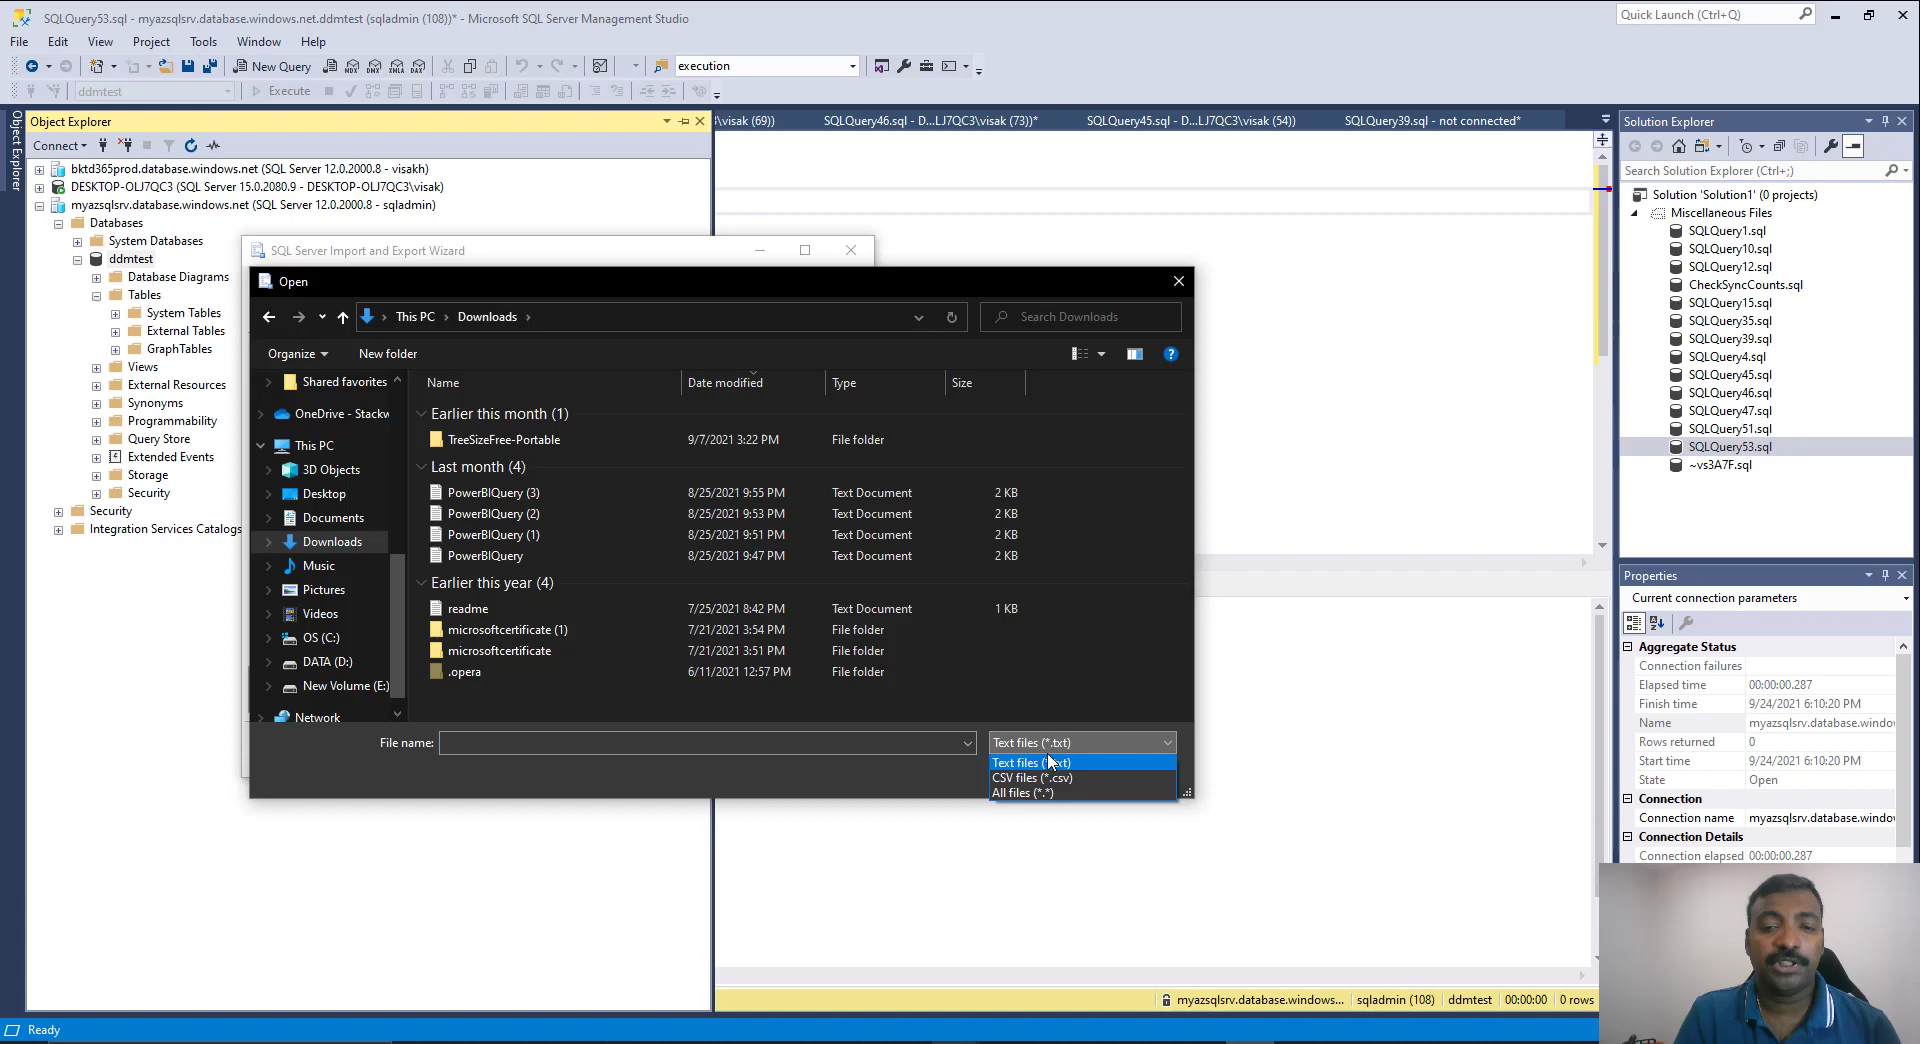 SQLQuery53.sql - myazsqlsrv.database.windows.net.ddmtest (sqladmin (108))* - Microsoft SQL Server Management Studio
Quick Launch (Ctrl+Q)
File Edit View Project Tools Window Help
New Query
MDX DMX XMLA DAX
execution
ddmtest
Execute
Object Explorer
Object Explorer
Connect
bktd365prod.database.windows.net (SQL Server 12.0.2000.8 - visakh)
DESKTOP-OLJ7QC3 (SQL Server 15.0.2080.9 - DESKTOP-OLJ7QC3\visak)
myazsqlsrv.database.windows.net (SQL Server 12.0.2000.8 - sqladmin)
Databases
System Databases
ddmtest
Database Diagrams
Tables
System Tables
External Tables
GraphTables
Views
External Resources
Synonyms
Programmability
Query Store
Extended Events
Storage
Security
Security
Integration Services Catalogs
\visak (69))
SQLQuery46.sql - D...LJ7QC3\visak (73))*
SQLQuery45.sql - D...LJ7QC3\visak (54))
SQLQuery39.sql - not connected*
SQL Server Import and Export Wizard
Open
This PC
Downloads
Search Downloads
Organize
New folder
Shared favorites
OneDrive - Stackw
This PC
3D Objects
Desktop
Documents
Downloads
Music
Pictures
Videos
OS (C:)
DATA (D:)
New Volume (E:)
Network
Name Date modified Type Size
Earlier this month (1)
TreeSizeFree-Portable 9/7/2021 3:22 PM File folder
Last month (4)
PowerBIQuery (3) 8/25/2021 9:55 PM Text Document 2 KB
PowerBIQuery (2) 8/25/2021 9:53 PM Text Document 2 KB
PowerBIQuery (1) 8/25/2021 9:51 PM Text Document 2 KB
PowerBIQuery 8/25/2021 9:47 PM Text Document 2 KB
Earlier this year (4)
readme 7/25/2021 8:42 PM Text Document 1 KB
microsoftcertificate (1) 7/21/2021 3:54 PM File folder
microsoftcertificate 7/21/2021 3:51 PM File folder
.opera 6/11/2021 12:57 PM File folder
File name:
Text files (*.txt)
Text files (
CSV files (*.csv)
All files (*.*)
Solution Explorer
Search Solution Explorer (Ctrl+;)
Solution 'Solution1' (0 projects)
Miscellaneous Files
SQLQuery1.sql
SQLQuery10.sql
SQLQuery12.sql
CheckSyncCounts.sql
SQLQuery15.sql
SQLQuery35.sql
SQLQuery39.sql
SQLQuery4.sql
SQLQuery45.sql
SQLQuery46.sql
SQLQuery47.sql
SQLQuery51.sql
SQLQuery53.sql
~vs3A7F.sql
Properties
Current connection parameters
Aggregate Status
Connection failures
Elapsed time 00:00:00.287
Finish time 9/24/2021 6:10:20 PM
Name myazsqlsrv.database.windov
Rows returned 0
Start time 9/24/2021 6:10:20 PM
State Open
Connection
Connection name myazsqlsrv.database.windov
Connection Details
Connection elapsed 00:00:00.287
myazsqlsrv.database.windows... sqladmin (108) ddmtest 00:00:00 0 rows
Ready